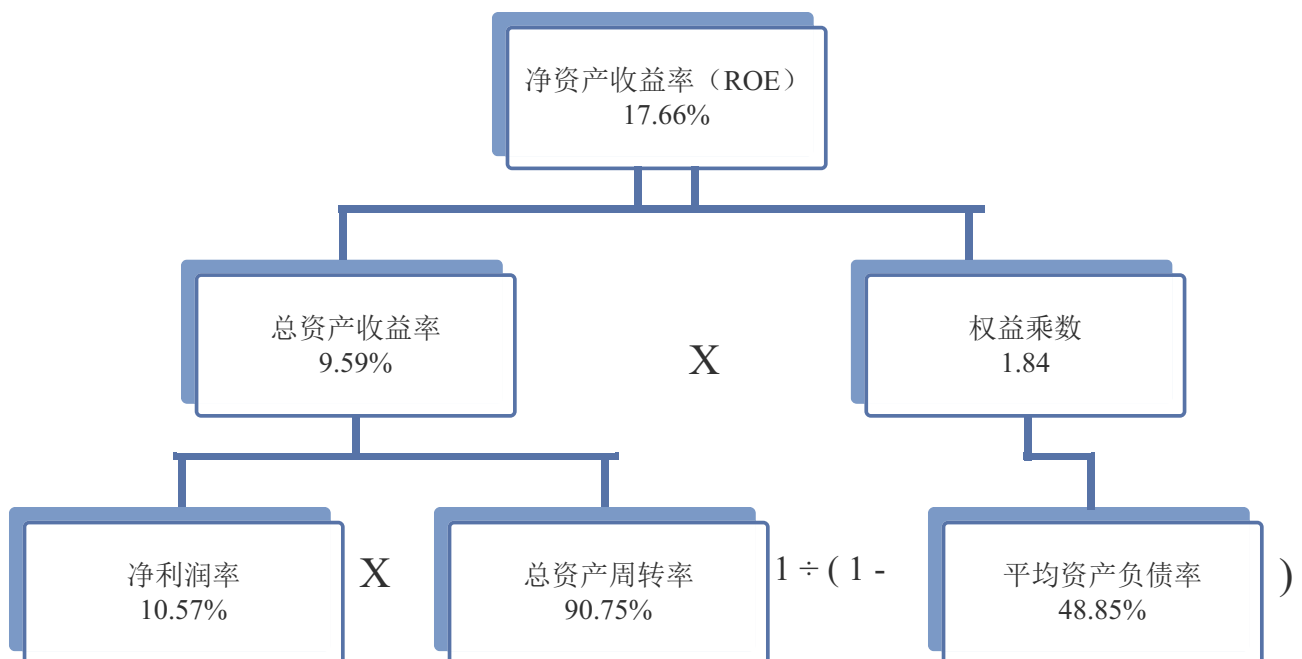 净资产收益率（ROE）
17.66%
总资产收益率
9.59%
X
权益乘数
1.84
净利润率
10.57%
X
总资产周转率
90.75%
1 ÷ ( 1 -
平均资产负债率
48.85%
)